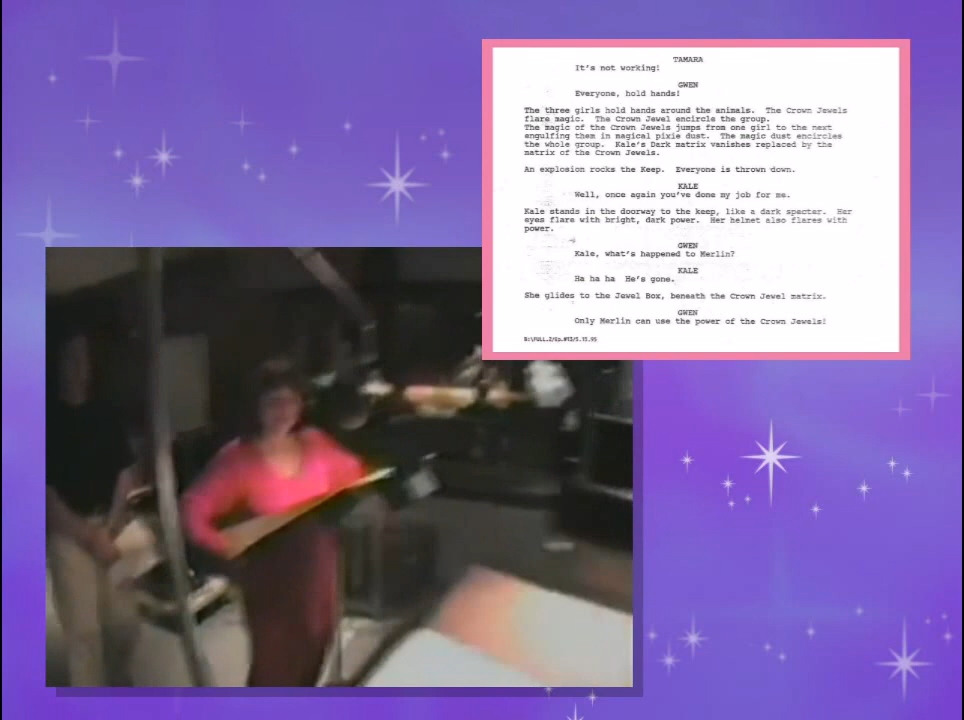 TAMARA
It's not working!
GWEN
Everyone, hold hands!
The three girls hold hands around the animals. The Crown Jewels
flare magic. The Crown Jewel encircle the group.
The magic of the Crown Jewels jumps from one girl to the next
engulfing them in magical pixie dust. The magic dust encircles
the whole group. Kale's Dark matrix vanishes replaced by the
matrix of the Crown Jewels.
An explosion rocks the Keep. Everyone is thrown down.
KALE
Well, once again you've done my job for me.
Kale stands in the doorway to the keep, like a dark specter. Her
eyes flare with bright, dark power. Her helmet also flares with
power.
GWEN
Kale, what's happened to Merlin?
KALE
Ha ha ha He's gone.
She glides to the Jewel Box, beneath the Crown Jewel matrix.
GWEN
Only Merlin can use the power of the Crown Jewels!